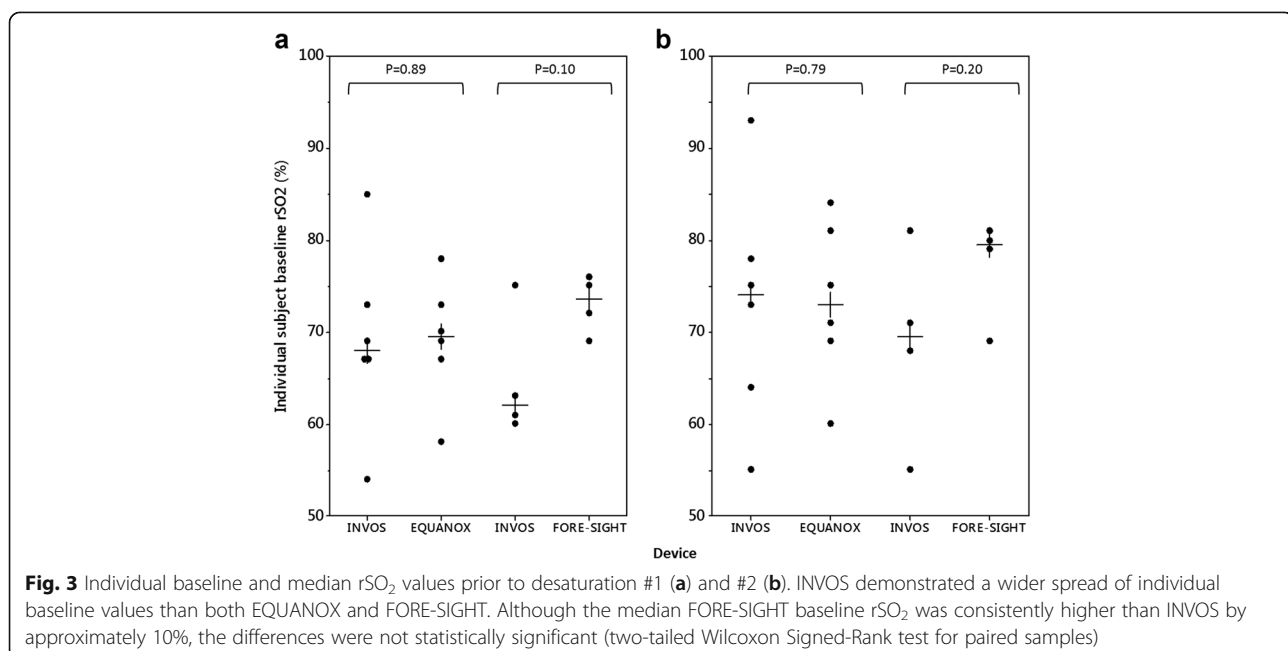 a
b
P=0.89
P=0.10
P=0.79
P=0.20
100
90
80
70
60
50
100
90
80
70
60
50
Individual subject baseline rSO2 (%)
INVOS EQUANOX INVOS FORE-SIGHT
INVOS EQUANOX INVOS FORE-SIGHT
Device
Fig. 3 Individual baseline and median rSO₂ values prior to desaturation #1 (a) and #2 (b). INVOS demonstrated a wider spread of individual
baseline values than both EQUANOX and FORE-SIGHT. Although the median FORE-SIGHT baseline rSO₂ was consistently higher than INVOS by
approximately 10%, the differences were not statistically significant (two-tailed Wilcoxon Signed-Rank test for paired samples)